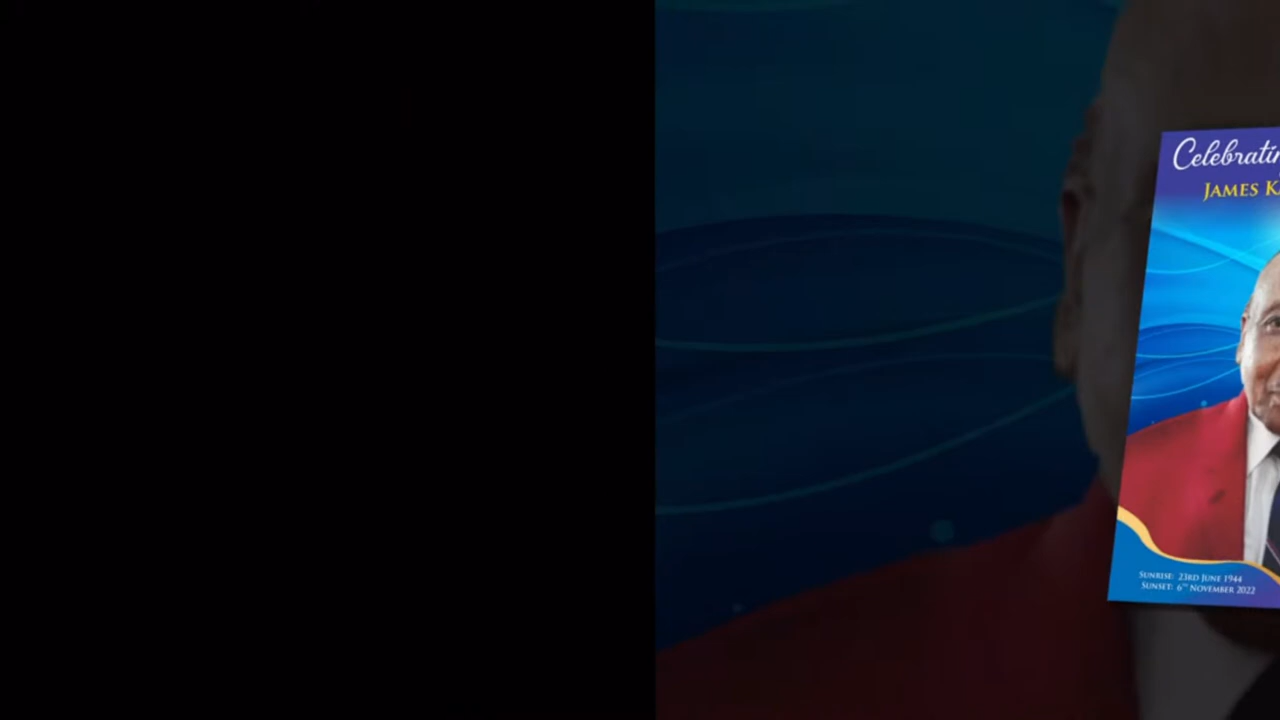 Celebratin
JAMES K
SUNRISE: 23RD JUNE 1944
SUNSET: 6TH NOVEMBER 2022